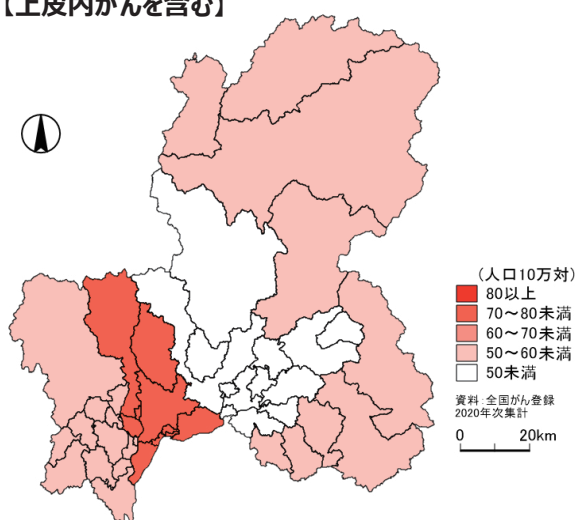 【上皮内がんを含む】
(人口10万対)
80以上
70～80未満
60～70未満
50～60未満
50未満
資料:全国がん登録
2020年次集計
0 20km